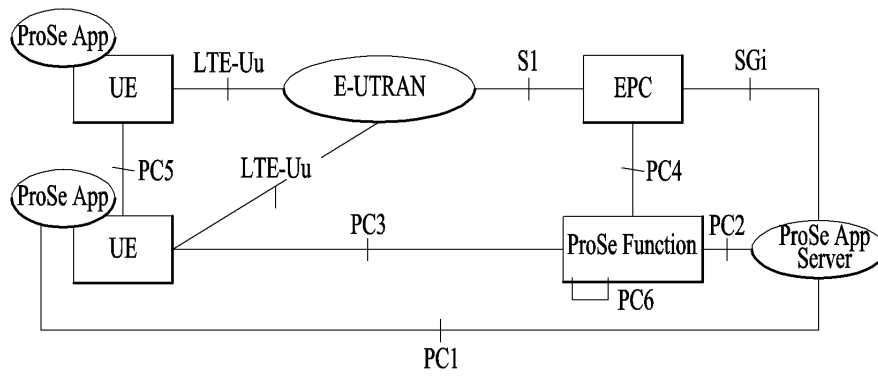 ProSe App
UE
LTE-Uu
E-UTRAN
S1
EPC
SGi
PC5
LTE-Uu
PC4
ProSe App
UE
PC3
ProSe Function
PC2
ProSe App
Server
PC6
PC1